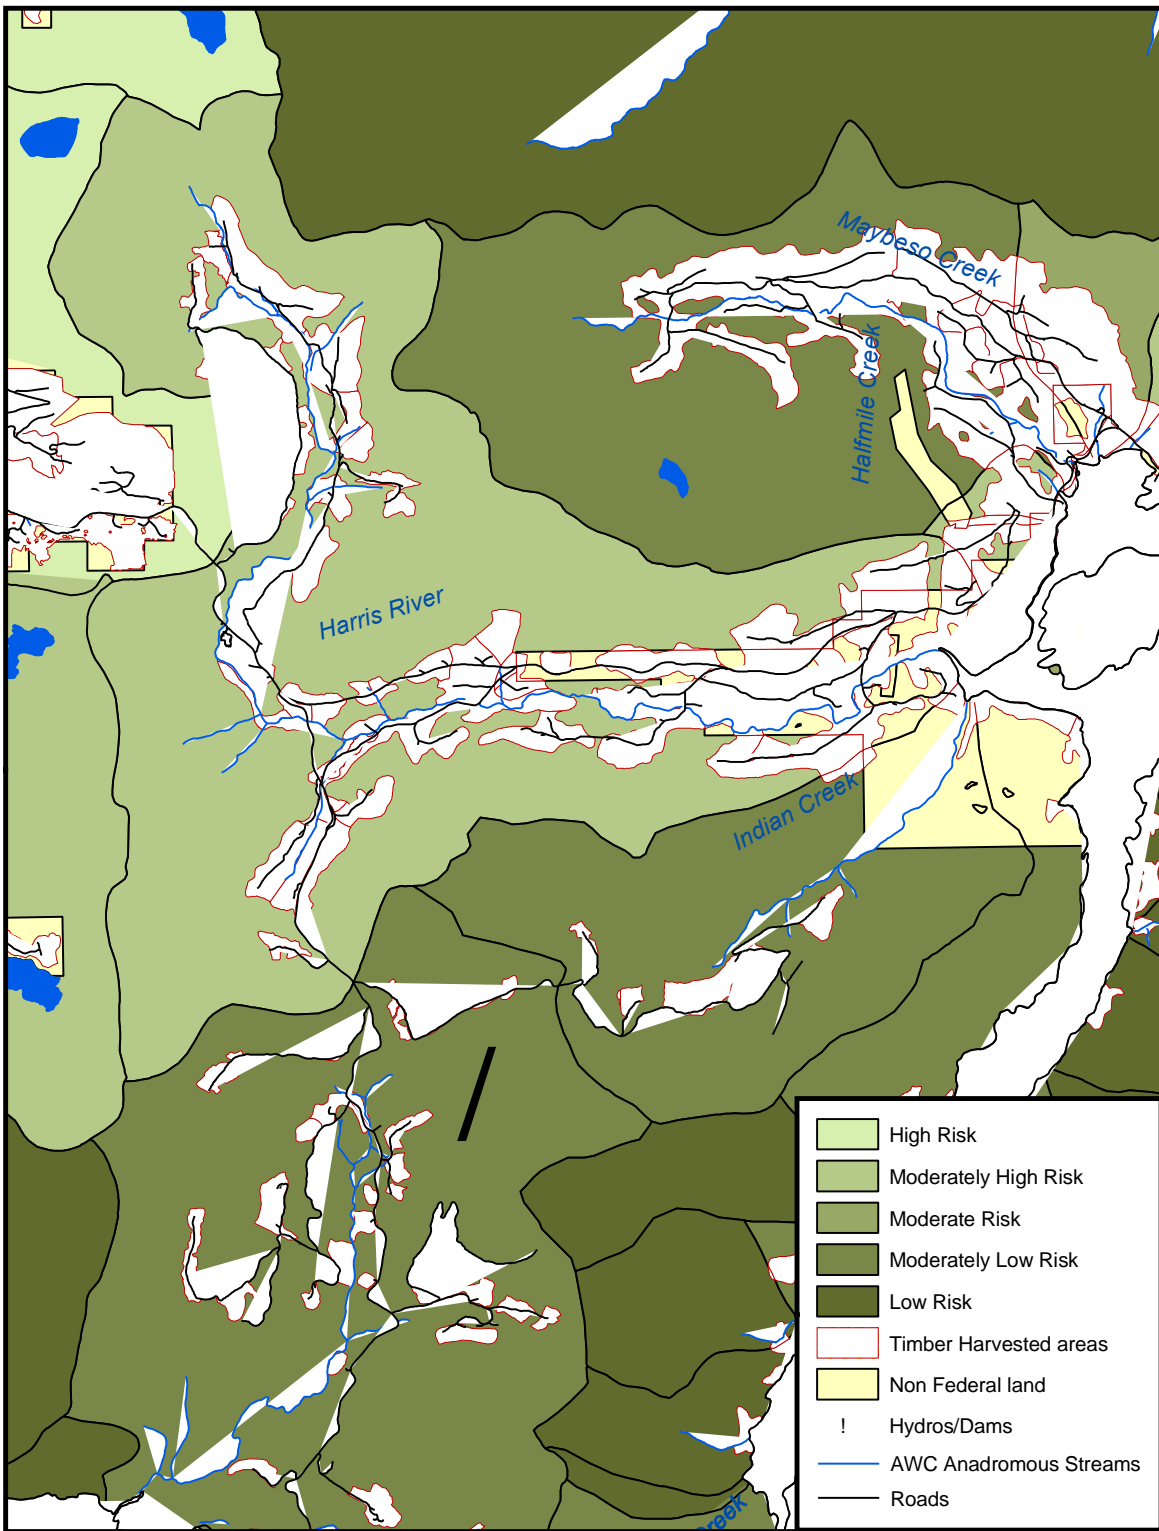 Maybeso Creek
Halfmile Creek
Harris River
Indian Creek
Creek
High Risk
Moderately High Risk
Moderate Risk
Moderately Low Risk
Low Risk
Timber Harvested areas
Non Federal land
! Hydros/Dams
AWC Anadromous Streams
Roads